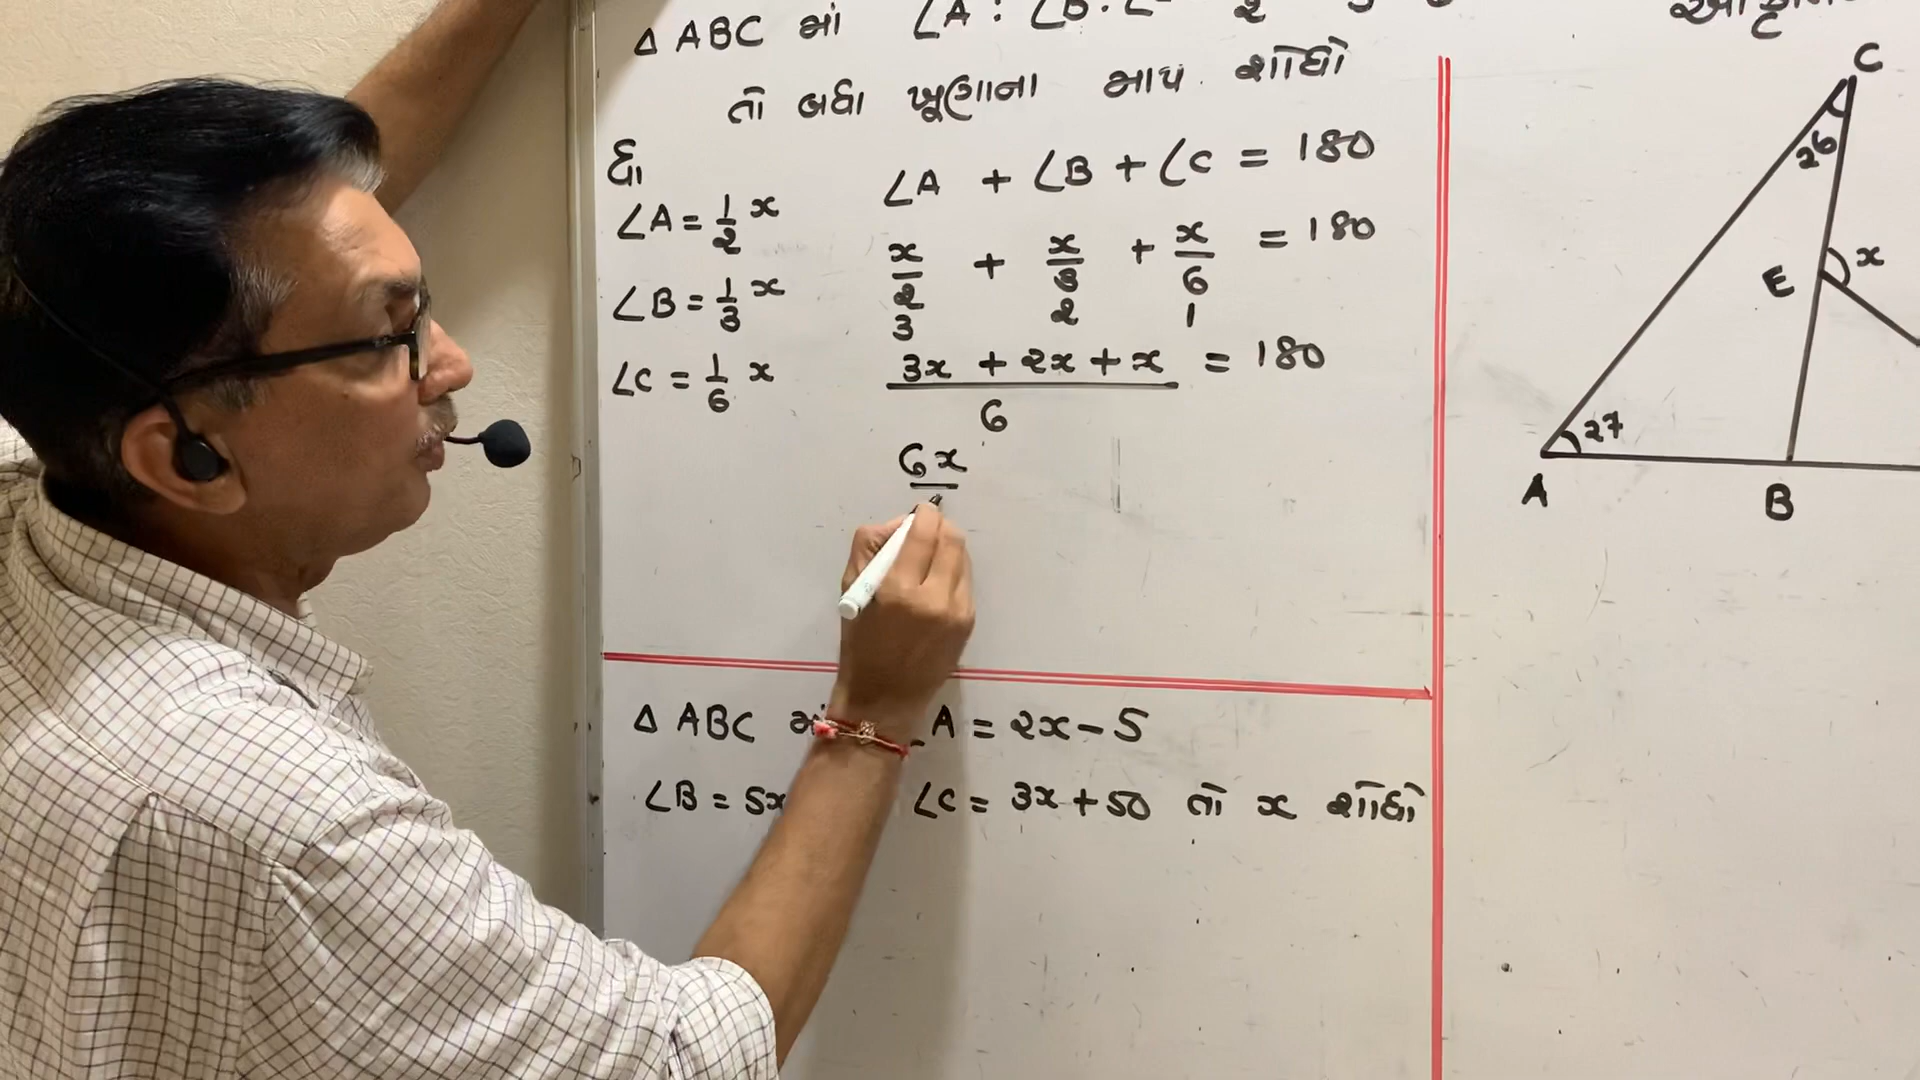 Δ ABC માં ∠A : ∠B :
તો બધા ખૂણાના માપ શોધો
ધા
∠A = 1/2 x
∠B = 1/3 x
∠C = 1/6 x
∠A + ∠B + ∠C = 180
x/2 + x/3 + x/6 = 180
3 2 1
3x + 2x + x = 180
6
6x
Δ ABC માં ∠A = 2x - 5
∠B = 5x ∠C = 3x + 50 તો x શોધો
C
26
E x
27
A B